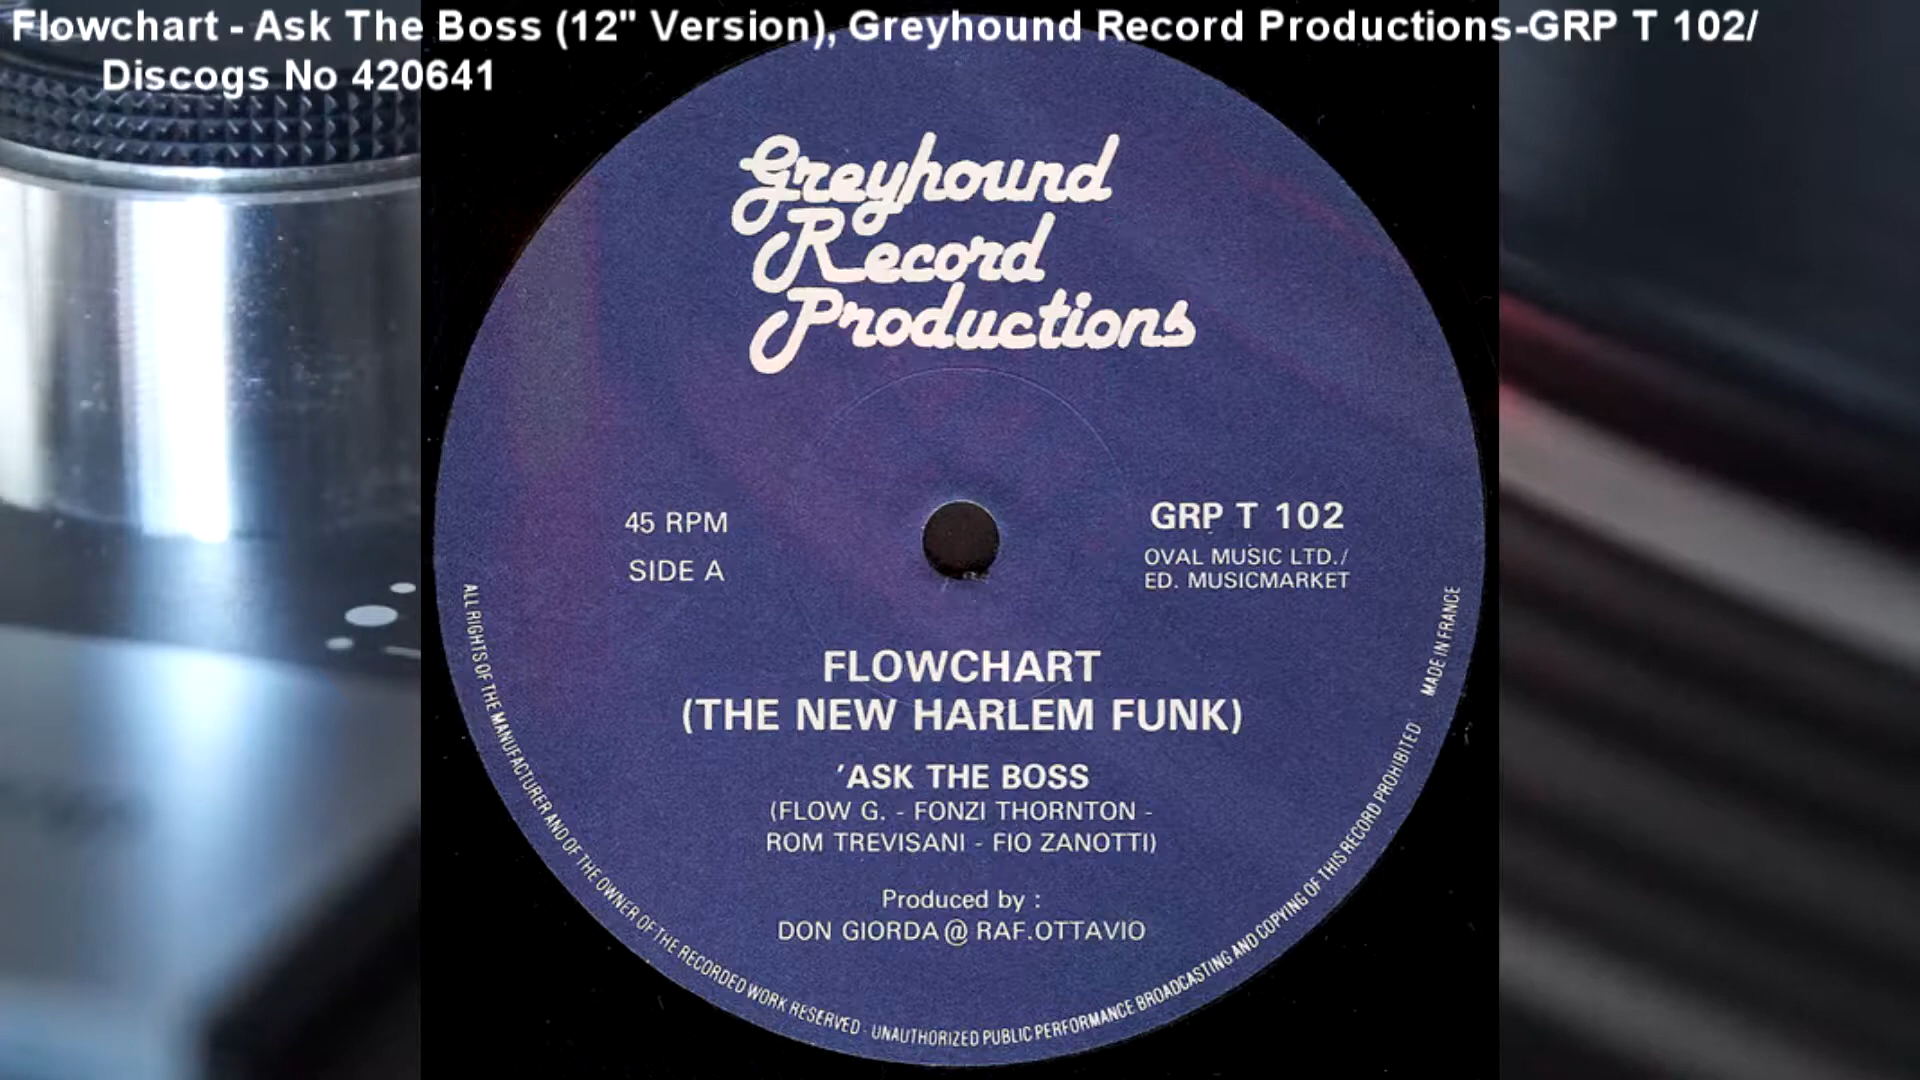 Flowchart - Ask The Boss (12" Version), Greyhound Record Productions-GRP T 102/
Discogs No 420641
Greyhound
Record
Productions
45 RPM
SIDE A
GRP T 102
OVAL MUSIC LTD./
ED. MUSICMARKET
FLOWCHART
(THE NEW HARLEM FUNK)
'ASK THE BOSS
(FLOW G. - FONZI THORNTON -
ROM TREVISANI - FIO ZANOTTI)
Produced by :
DON GIORDA @ RAF.OTTAVIO
ALL RIGHTS OF THE MANUFACTURER AND OF THE OWNER OF THE RECORDED WORK RESERVED - UNAUTHORIZED PUBLIC PERFORMANCE BROADCASTING AND COPYING OF THIS RECORD PROHIBITED MADE IN FRANCE